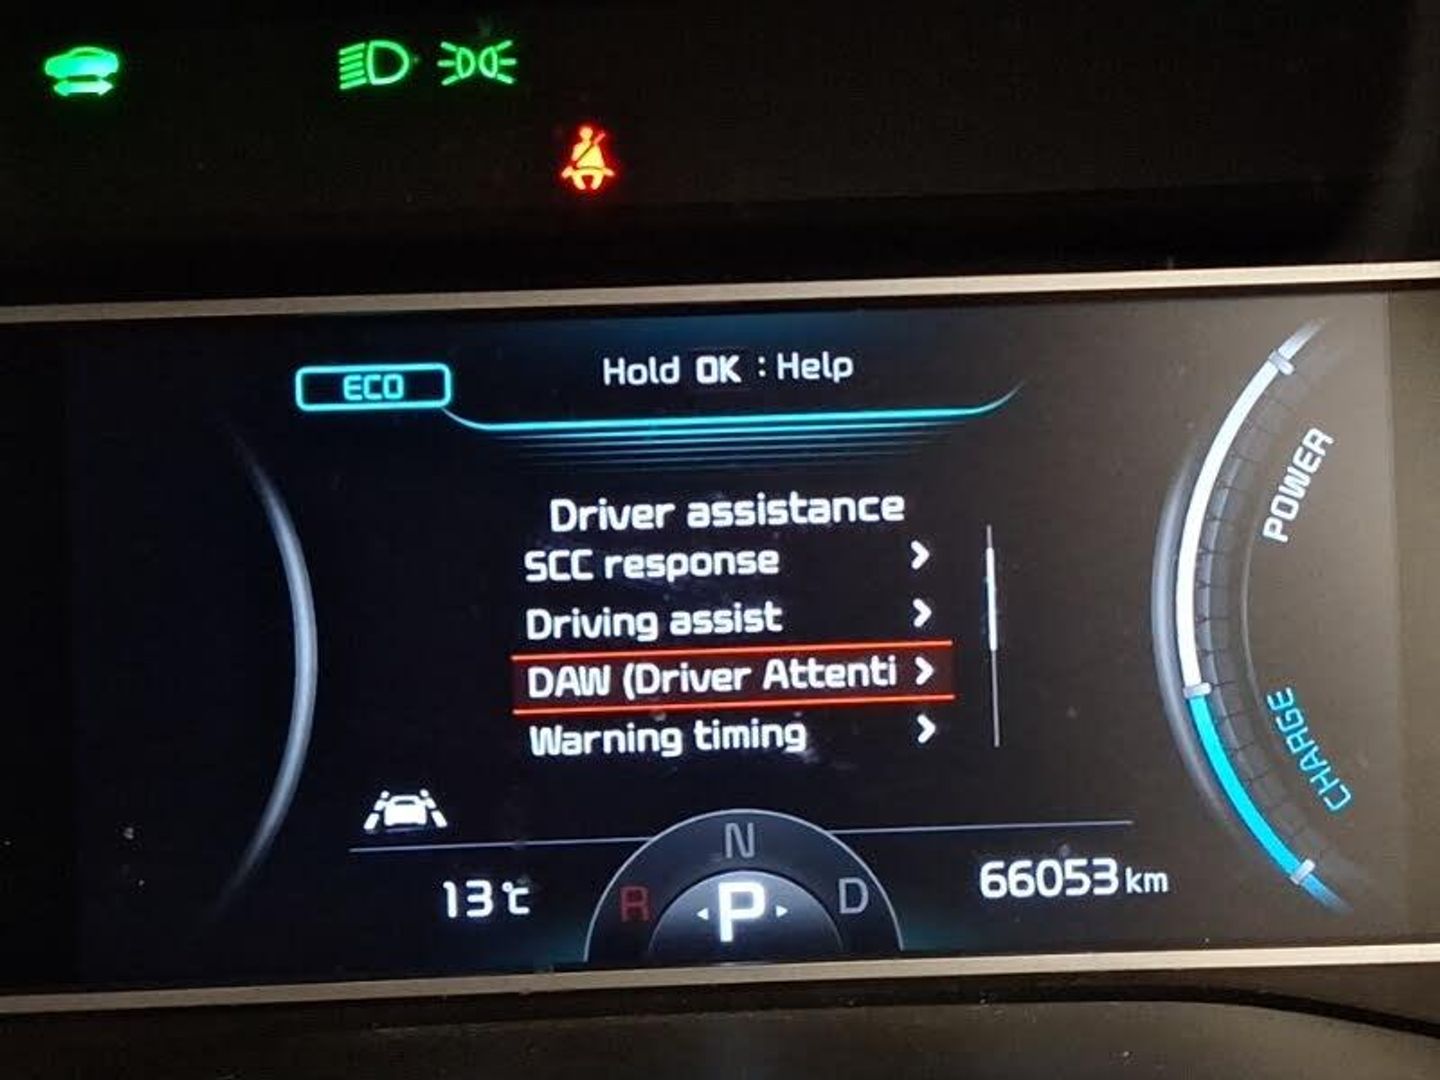 ECO
Hold OK : Help
Driver assistance
SCC response
Driving assist
DAW (Driver Attenti
Warning timing
POWER
CHARGE
N
R P D
13℃
66053 km